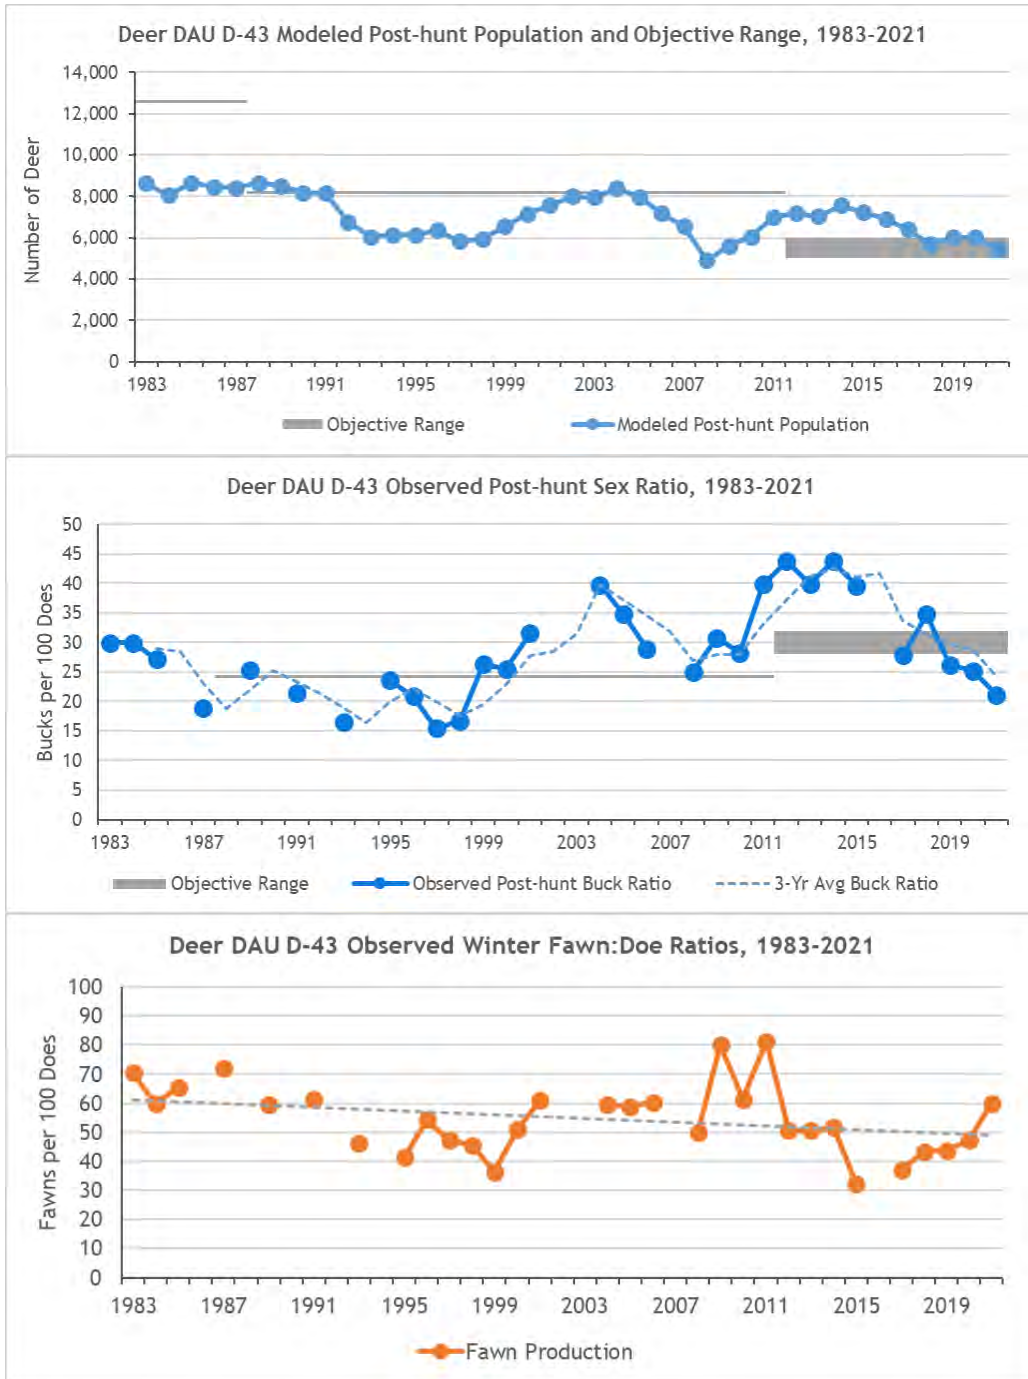 Deer DAU D-43 Modeled Post-hunt Population and Objective Range, 1983-2021
Number of Deer
14,000
12,000
10,000
8,000
6,000
4,000
2,000
0
1983 1987 1991 1995 1999 2003 2007 2011 2015 2019
Objective Range Modeled Post-hunt Population
Deer DAU D-43 Observed Post-hunt Sex Ratio, 1983-2021
Bucks per 100 Does
50
45
40
35
30
25
20
15
10
5
0
1983 1987 1991 1995 1999 2003 2007 2011 2015 2019
Objective Range Observed Post-hunt Buck Ratio 3-Yr Avg Buck Ratio
Deer DAU D-43 Observed Winter Fawn:Doe Ratios, 1983-2021
Fawns per 100 Does
100
90
80
70
60
50
40
30
20
10
0
1983 1987 1991 1995 1999 2003 2007 2011 2015 2019
Fawn Production